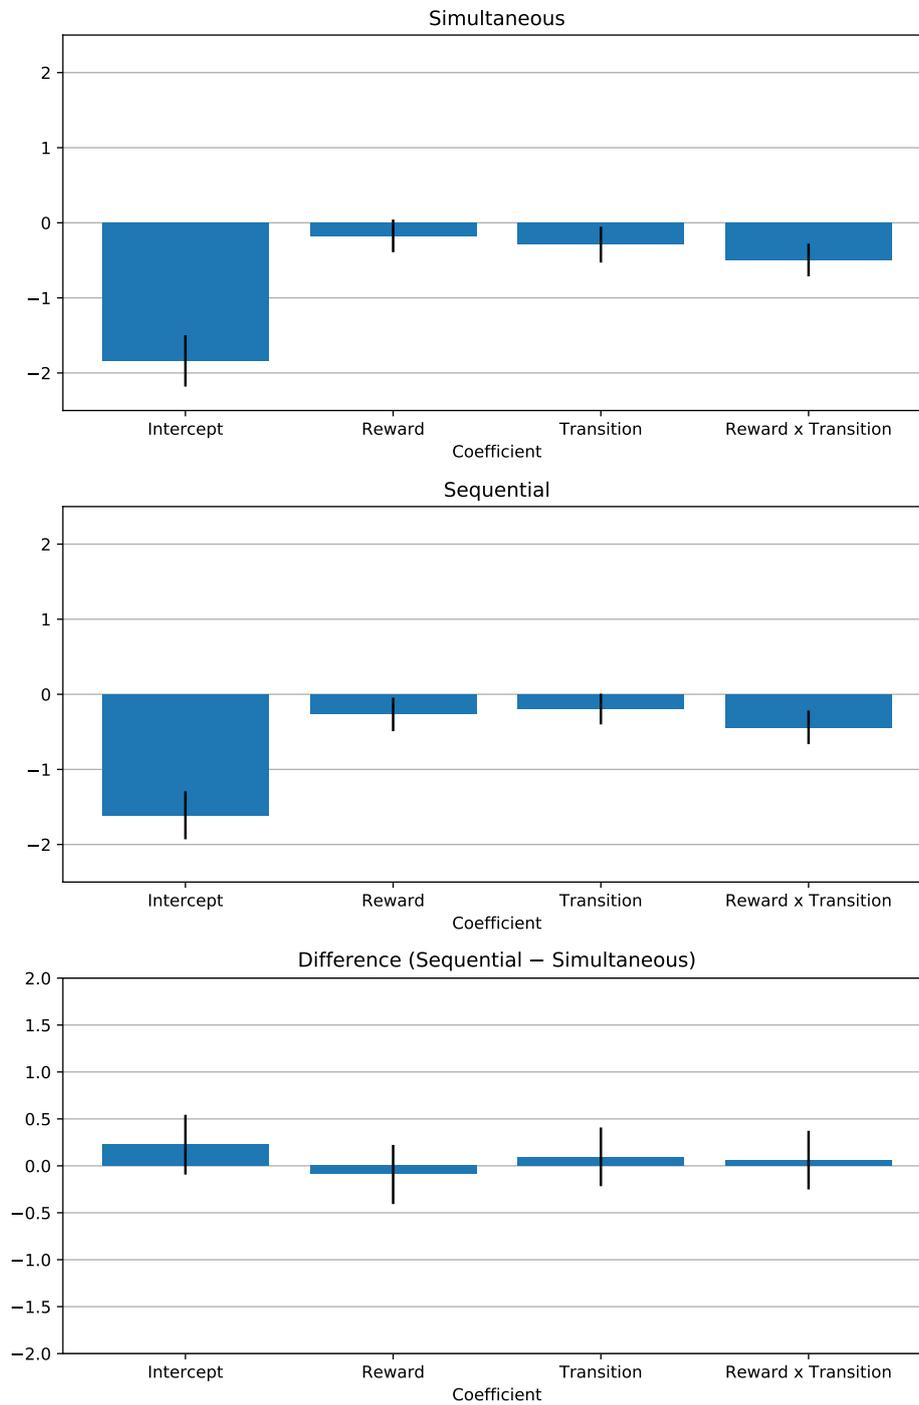 Simultaneous
2
1
0
−1
−2
Intercept Reward Transition Reward x Transition
Coefficient
Sequential
2
1
0
−1
−2
Intercept Reward Transition Reward x Transition
Coefficient
Difference (Sequential − Simultaneous)
2.0
1.5
1.0
0.5
0.0
−0.5
−1.0
−1.5
−2.0
Intercept Reward Transition Reward x Transition
Coefficient